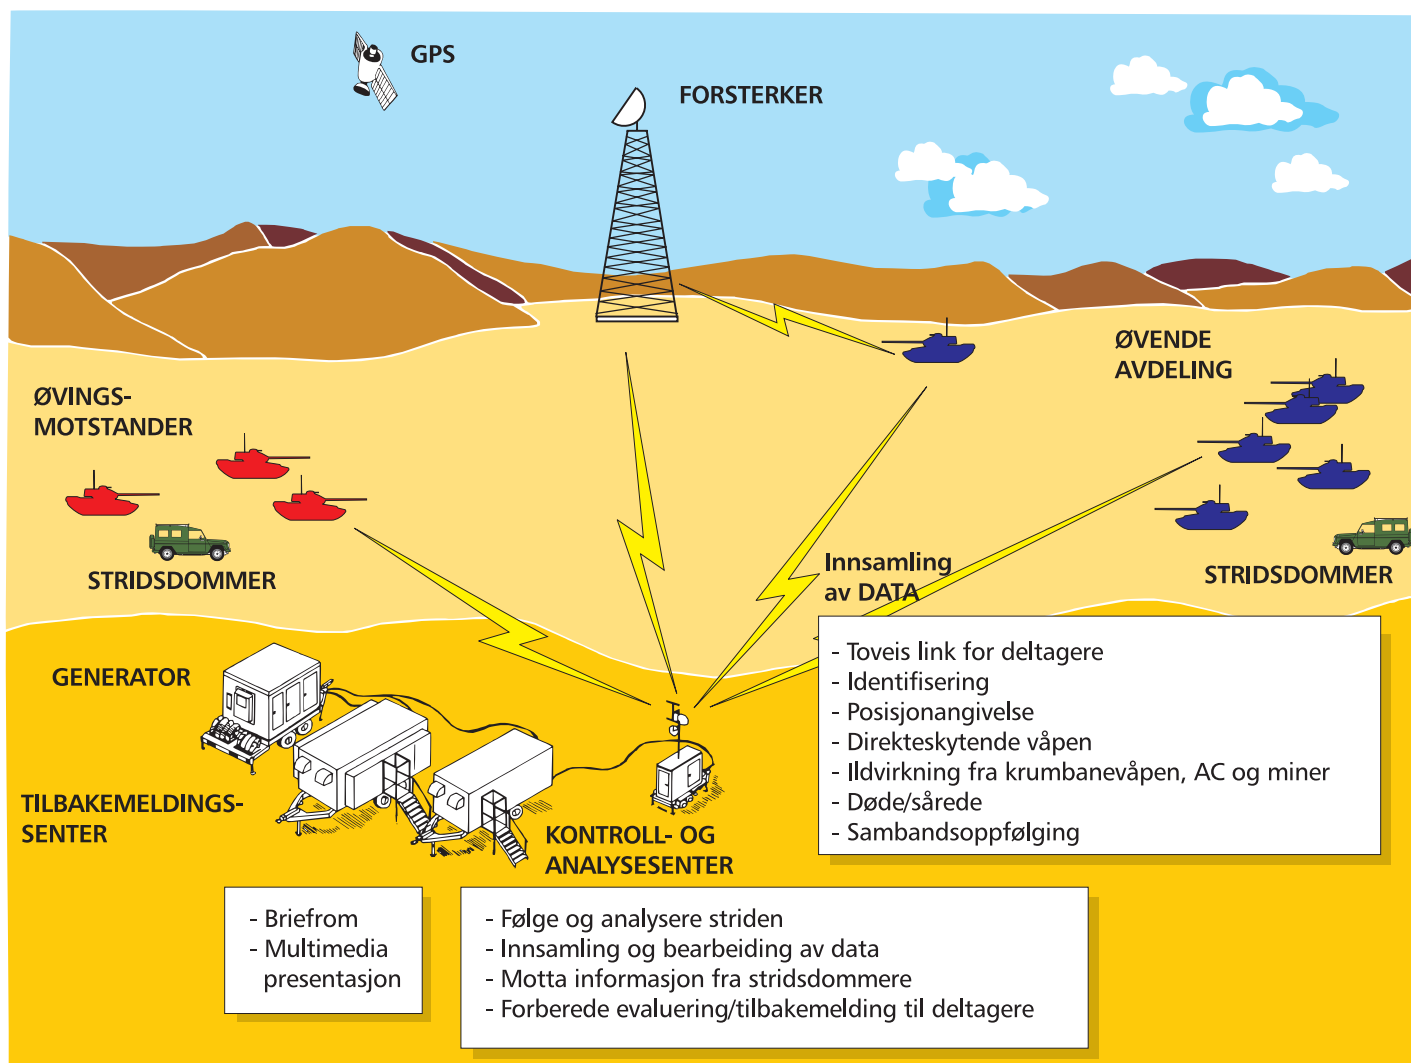 GPS
FORSTERKER
ØVENDE
AVDELING
ØVINGS-
MOTSTANDER
STRIDSDOMMER
STRIDSDOMMER
Innsamling
av DATA
- Toveis link for deltagere
- Identifisering
- Posisjonangivelse
- Direkteskytende våpen
- Ildvirkning fra krumbanevåpen, AC og miner
- Døde/sårede
- Sambandsoppfølging
GENERATOR
TILBAKEMELDINGS-
SENTER
KONTROLL- OG
ANALYSESENTER
- Briefrom
- Multimedia
presentasjon
- Følge og analysere striden
- Innsamling og bearbeiding av data
- Motta informasjon fra stridsdommere
- Forberede evaluering/tilbakemelding til deltagere